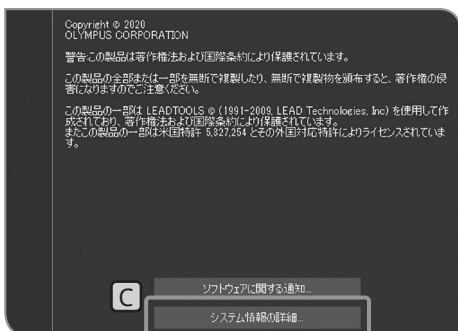 Copyright © 2020
OLYMPUS CORPORATION
警告:この製品は著作権法および国際条約により保護されています。
この製品の全部または一部を無断で複製したり、無断で複製物を頒布すると、著作権の侵
害になりますのでご注意ください。
この製品の一部は LEADTOOLS © (1991-2009, LEAD Technologies, Inc) を使用して作
成されており、著作権法および国際条約により保護されています。
またこの製品の一部は米国特許 5,327,254 とその外国対応特許によりライセンスされていま
す。
ソフトウェアに関する通知...
C
システム情報の詳細...